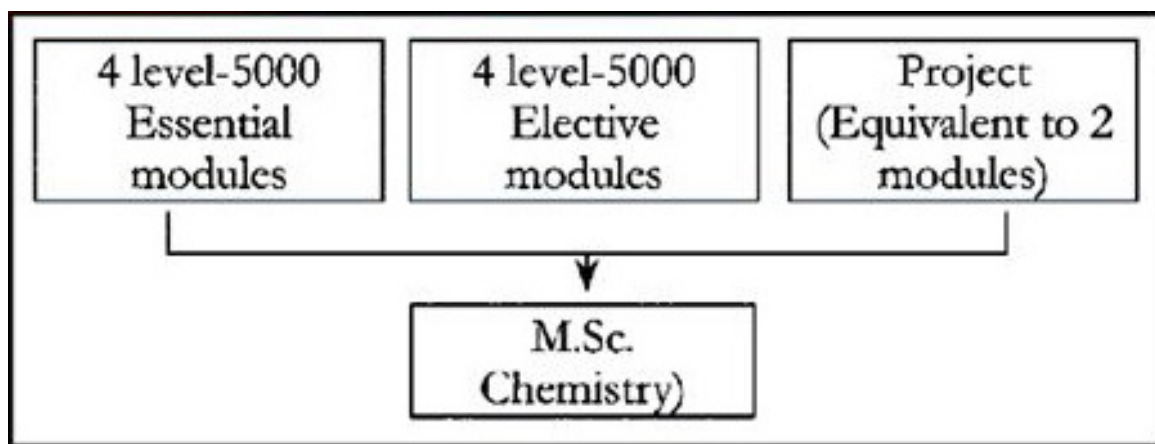 4 level-5000
Essential
modules
4 level-5000
Elective
modules
Project
(Equivalent to 2
modules)
M.Sc.
Chemistry)